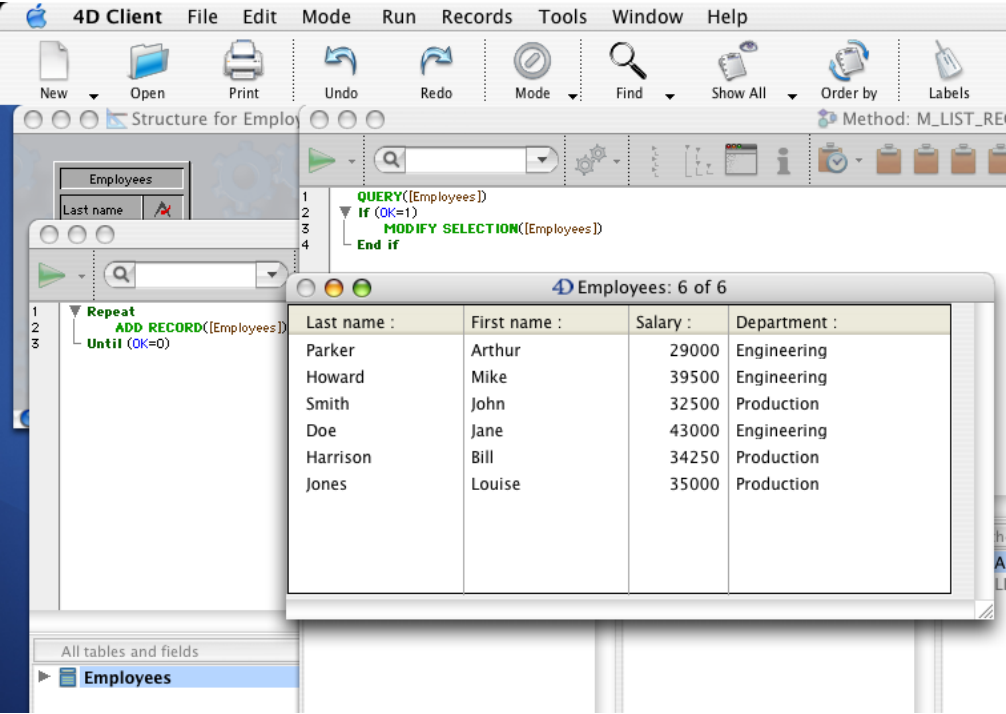 4D Client File Edit Mode Run Records Tools Window Help
New Open Print Undo Redo Mode Find Show All Order by Labels
Structure for Emplo
Method: M_LIST_REC
Employees
Last name
1 QUERY([Employees])
2 If (OK=1)
3 MODIFY SELECTION([Employees])
4 End if
1 Repeat
2 ADD RECORD([Employees])
3 Until (OK=0)
4D Employees: 6 of 6
Last name : First name : Salary : Department :
Parker Arthur 29000 Engineering
Howard Mike 39500 Engineering
Smith John 32500 Production
Doe Jane 43000 Engineering
Harrison Bill 34250 Production
Jones Louise 35000 Production
All tables and fields
Employees